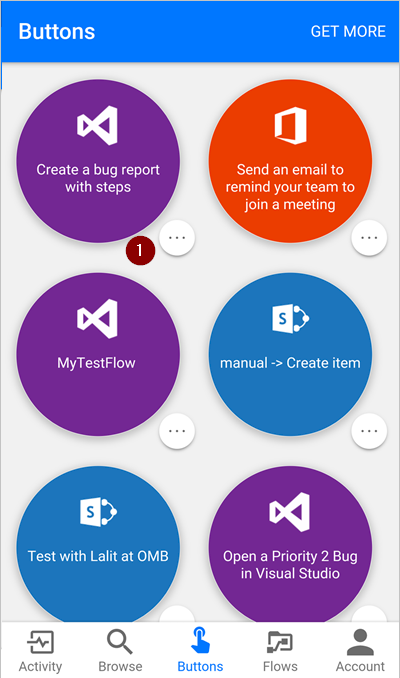 Buttons
GET MORE
Create a bug report
with steps
Send an email to
remind your team to
join a meeting
1
MyTestFlow
manual -> Create item
S
Test with Lalit at OMB
S
Open a Priority 2 Bug
in Visual Studio
Activity
Browse
Buttons
Flows
Account